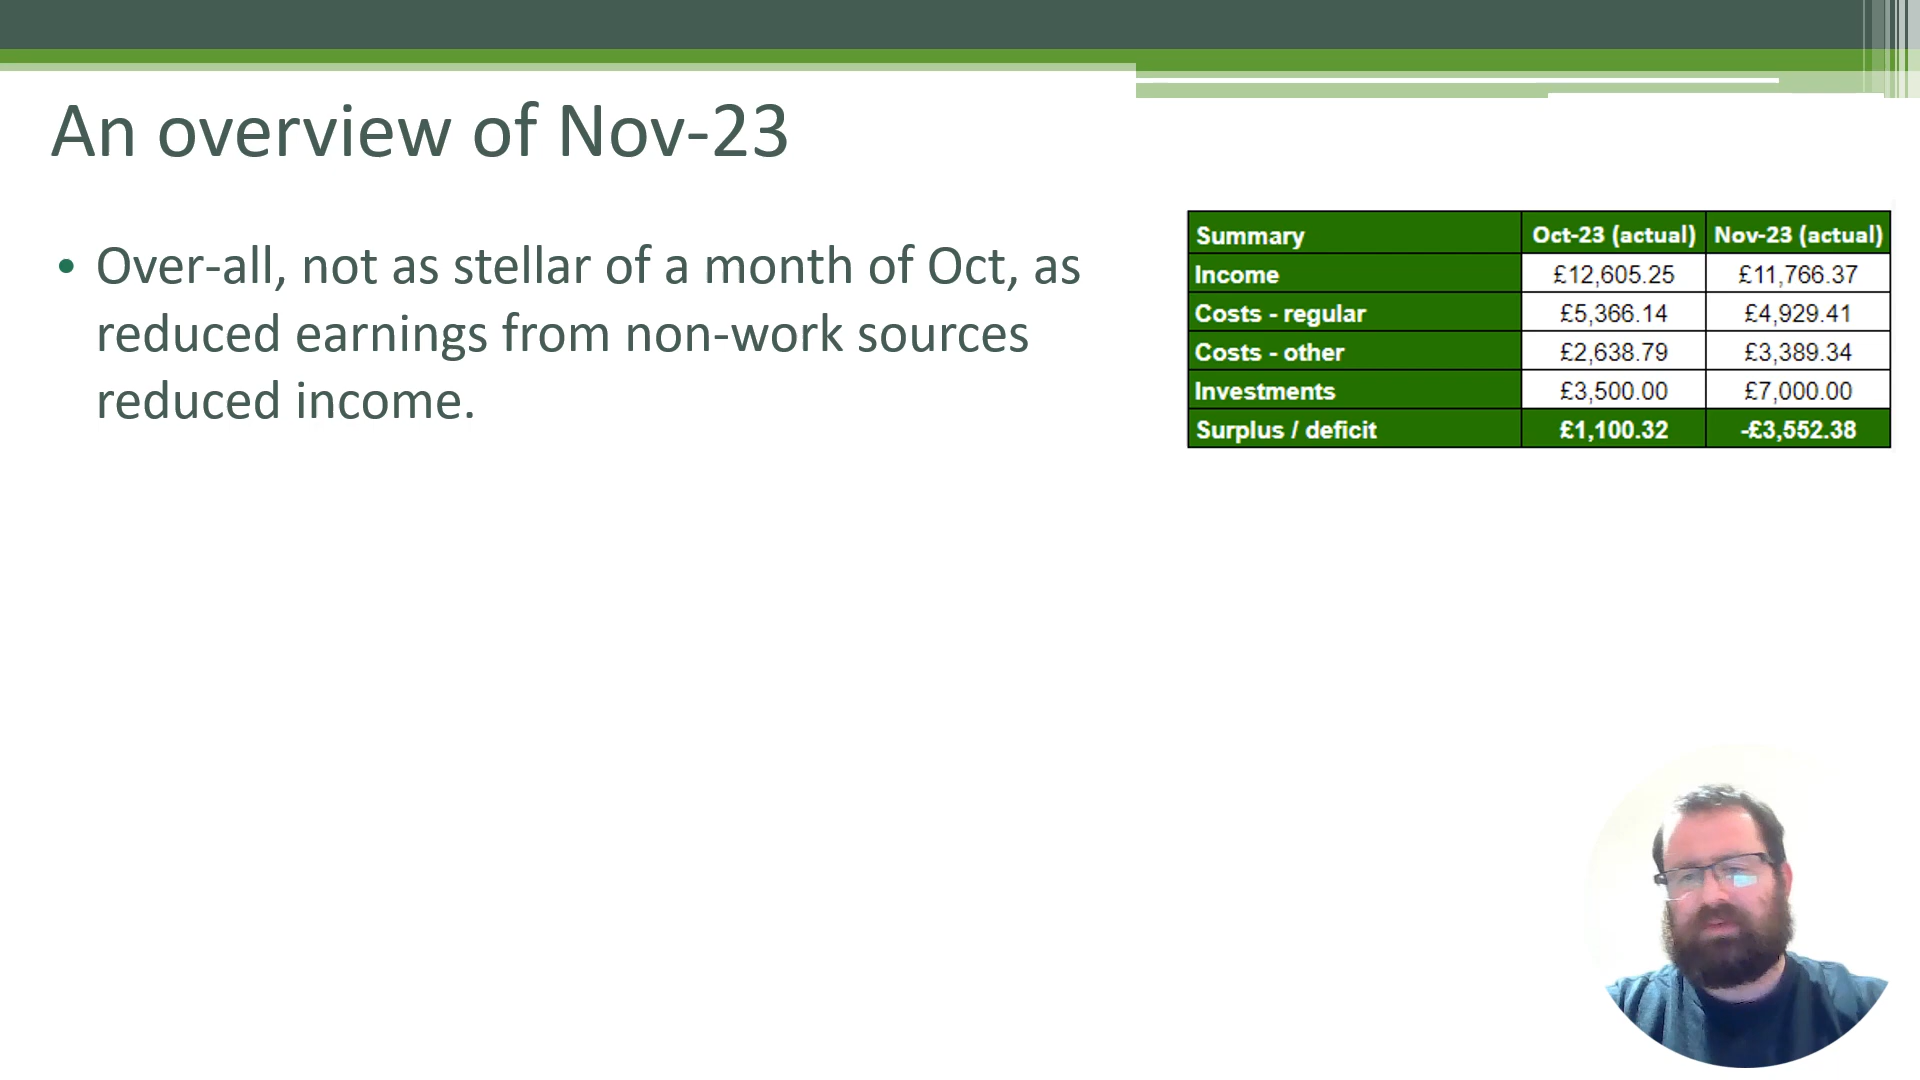 An overview of Nov-23
• Over-all, not as stellar of a month of Oct, as
reduced earnings from non-work sources
reduced income.
Summary Oct-23 (actual) Nov-23 (actual)
Income £12,605.25 £11,766.37
Costs - regular £5,366.14 £4,929.41
Costs - other £2,638.79 £3,389.34
Investments £3,500.00 £7,000.00
Surplus / deficit £1,100.32 -£3,552.38